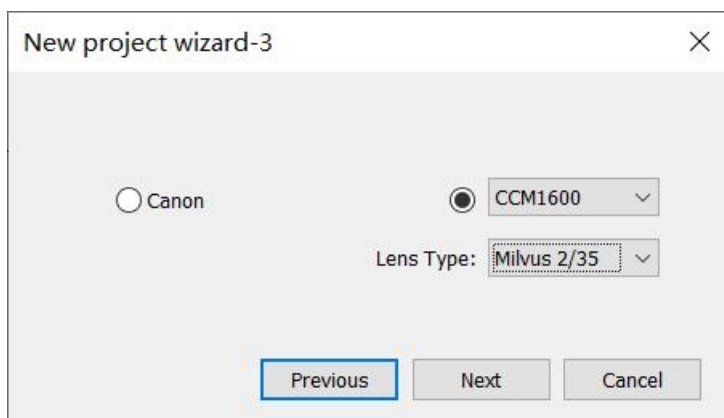 New project wizard-3
Canon
CCM1600
Lens Type: Milvus 2/35
Previous Next Cancel